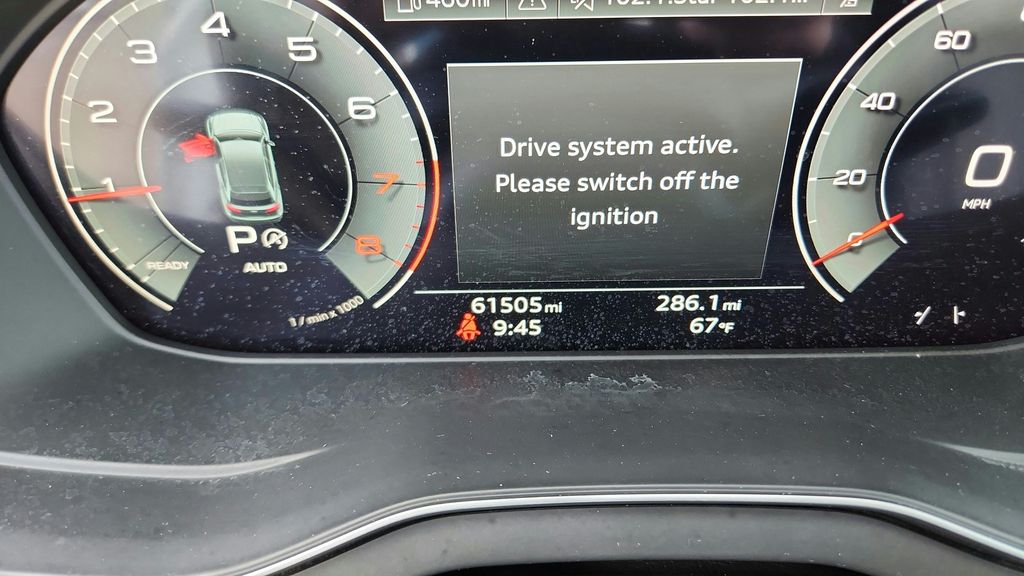 460mi
4
3
5
2
6
1
7
8
READY
P
AUTO
1/min x 1000
Drive system active.
Please switch off the
ignition
60
40
20
0
0
MPH
61505 mi
286.1 mi
9:45
67°F